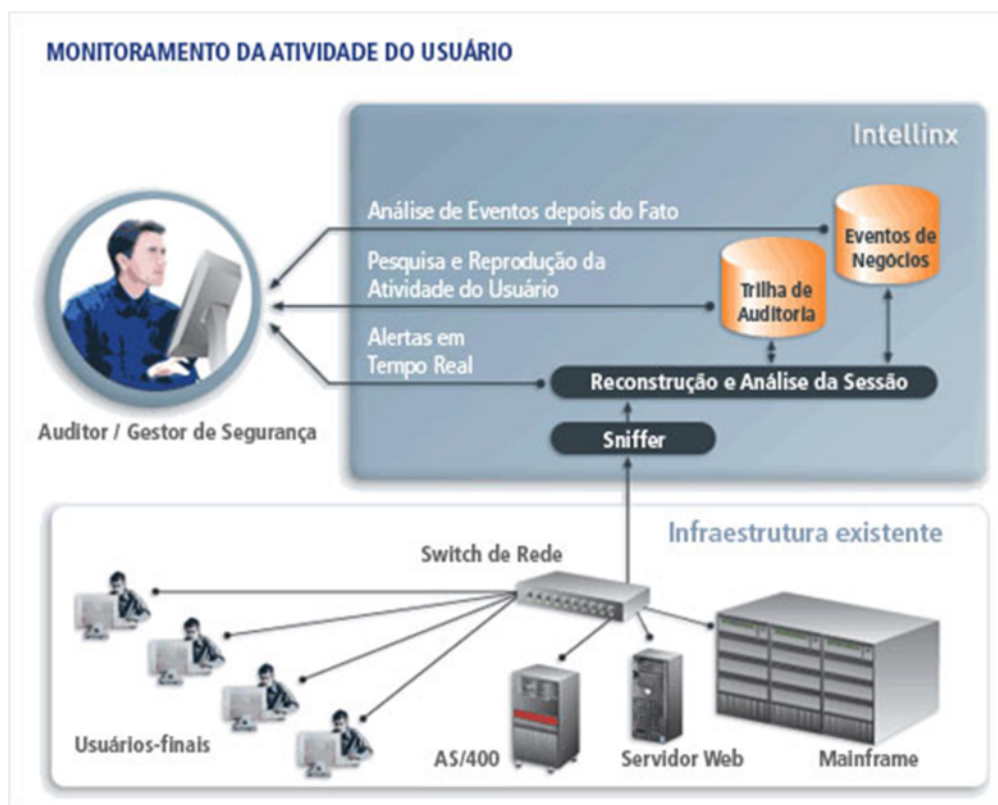 MONITORAMENTO DA ATIVIDADE DO USUÁRIO
Intellinx
Análise de Eventos depois do Fato
Eventos de
Negócios
Pesquisa e Reprodução da
Atividade do Usuário
Trilha de
Auditoria
Alertas em
Tempo Real
Reconstrução e Análise da Sessão
Auditor / Gestor de Segurança
Sniffer
Infraestrutura existente
Switch de Rede
Usuários-finais
AS/400
Servidor Web
Mainframe